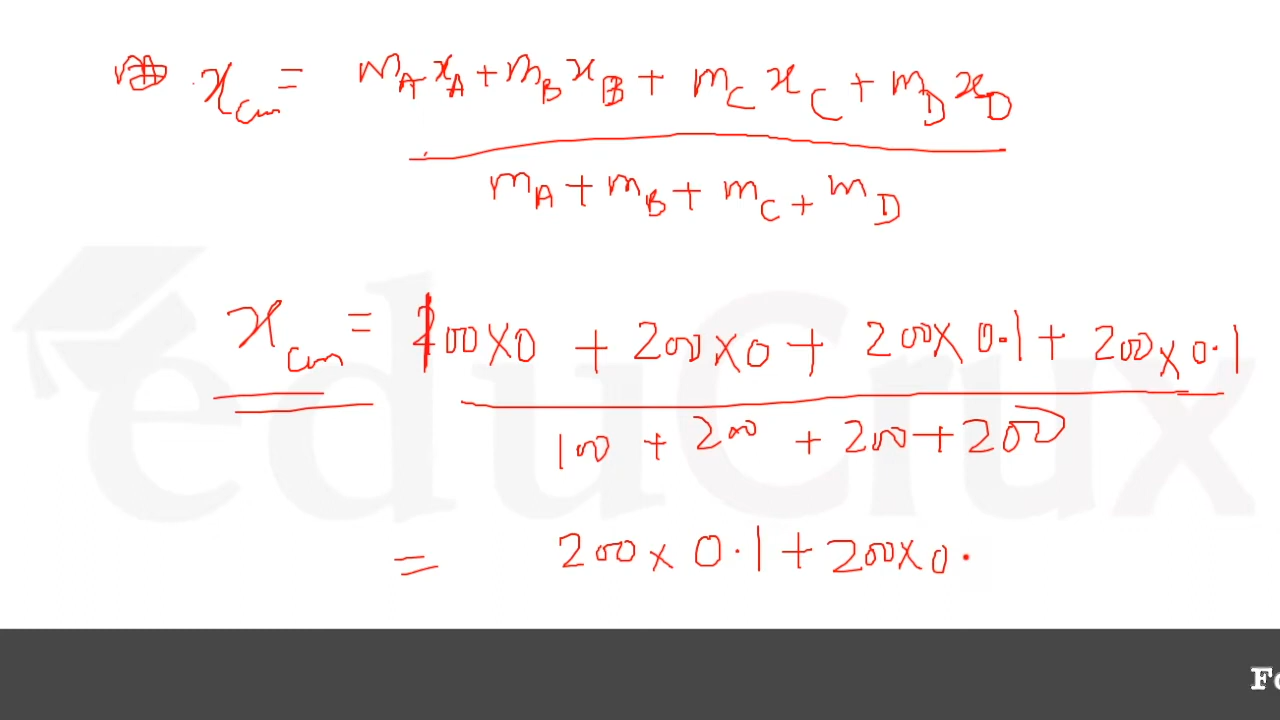 x_cm = m_A x_A + m_B x_B + m_C x_C + m_D x_D
m_A + m_B + m_C + m_D
x_cm = 100×0 + 200×0 + 200×0.1 + 200×0.1
100 + 200 + 200 + 200
= 200 × 0.1 + 200×0.
eduCrux